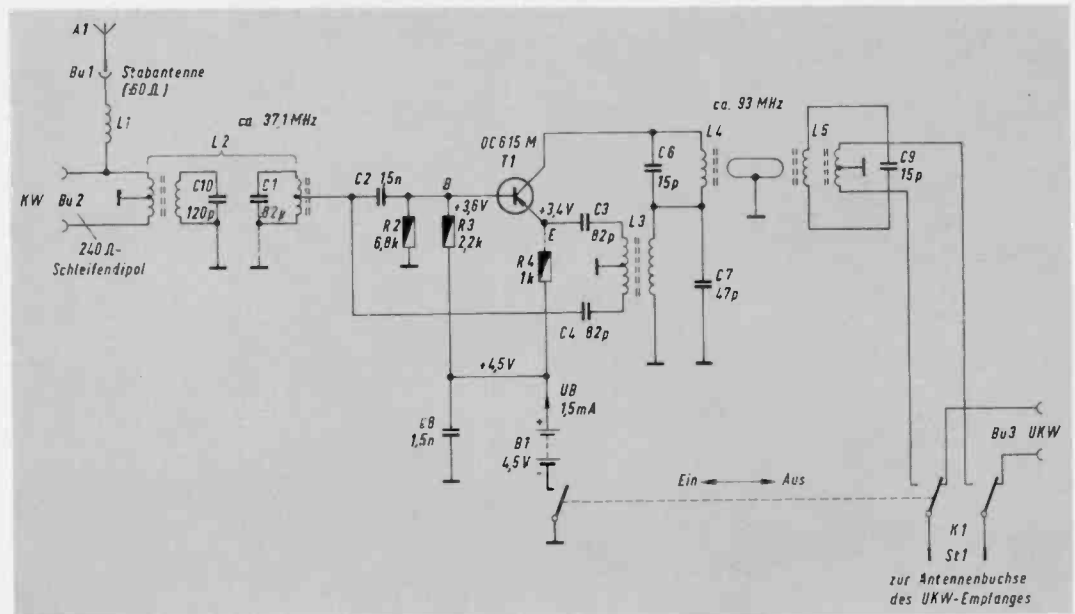 A1
Bu1
Stabantenne
(60 Ω)
L1
KW
Bu2
240 Ω-
Schleifendipol
ca. 37,1 MHz
L2
C10
120p
C1
82p
C2
15n
B
+3,6V
R2
6,8k
R3
2,2k
OC 615 M
T1
+3,4V
E
C3
82p
R4
1k
L3
C4 82p
C6
15p
C7
47p
L4
ca. 93 MHz
L5
C9
15p
+4,5V
1,5n
UB
1,5mA
+
B1
4,5V
-
Ein
Aus
Bu3 UKW
K1
St1
zur Antennenbuchse
des UKW-Empfanges